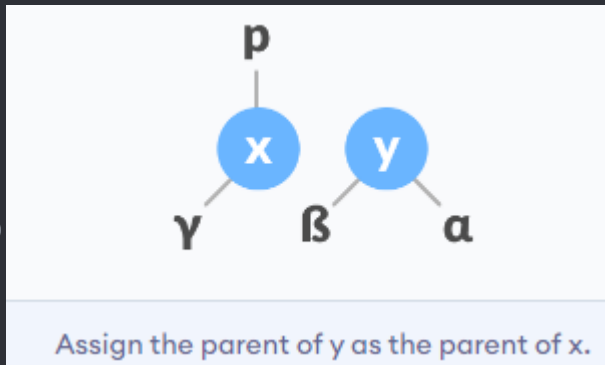 p
x y
γ ß α
Assign the parent of y as the parent of x.